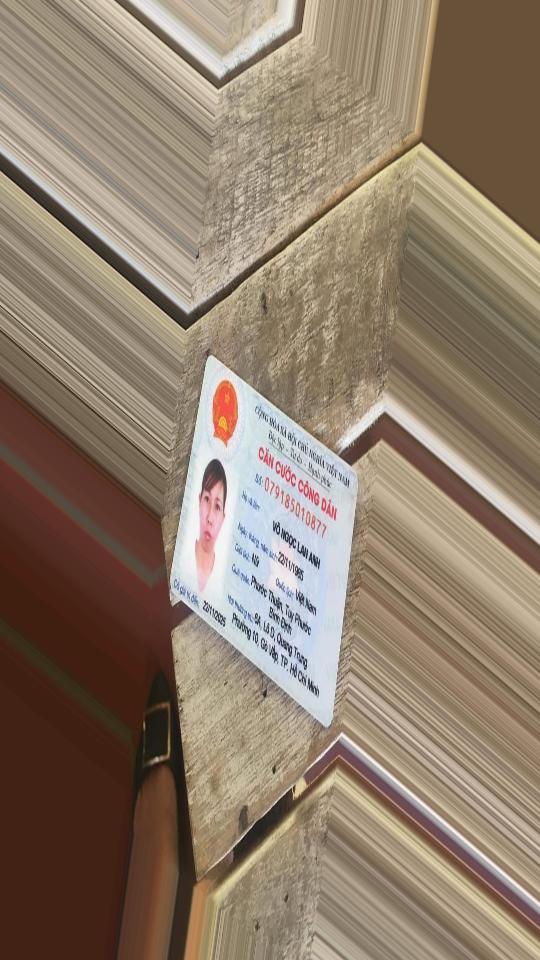 CỘNG HÒA XÃ HỘI CHỦ NGHĨA VIỆT NAM
Độc lập - Tự do - Hạnh phúc
CĂN CƯỚC CÔNG DÂN
Số: 079185010877
Họ và tên:
VÕ NGỌC LAN ANH
Ngày, tháng, năm sinh: 22/11/1985
Giới tính: Nữ Quốc tịch: Việt Nam
Quê quán: Phước Thuận, Tuy Phước
Bình Định
Nơi thường trú: 5A Lô D, Quang Trung
Phường 10, Gò Vấp, TP. Hồ Chí Minh
Có giá trị đến: 22/11/2025